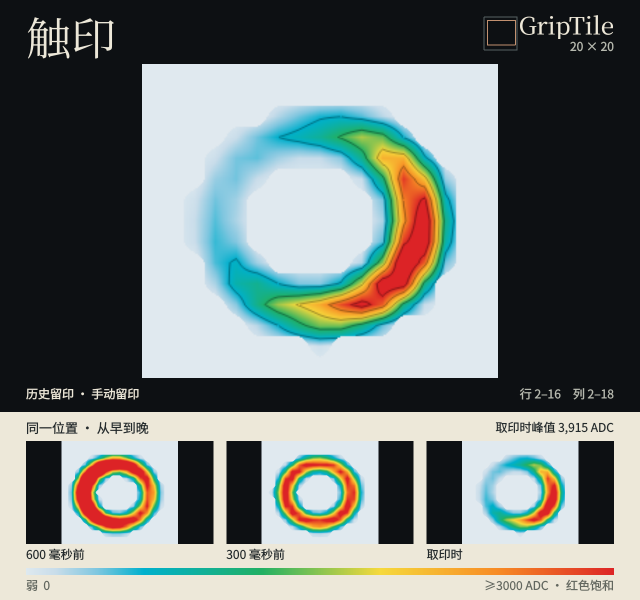 触印
GripTile
20 × 20
历史留印 · 手动留印
行 2–16 列 2–18
同一位置 · 从早到晚
取印时峰值 3,915 ADC
600 毫秒前
300 毫秒前
取印时
弱 0
≥3000 ADC · 红色饱和